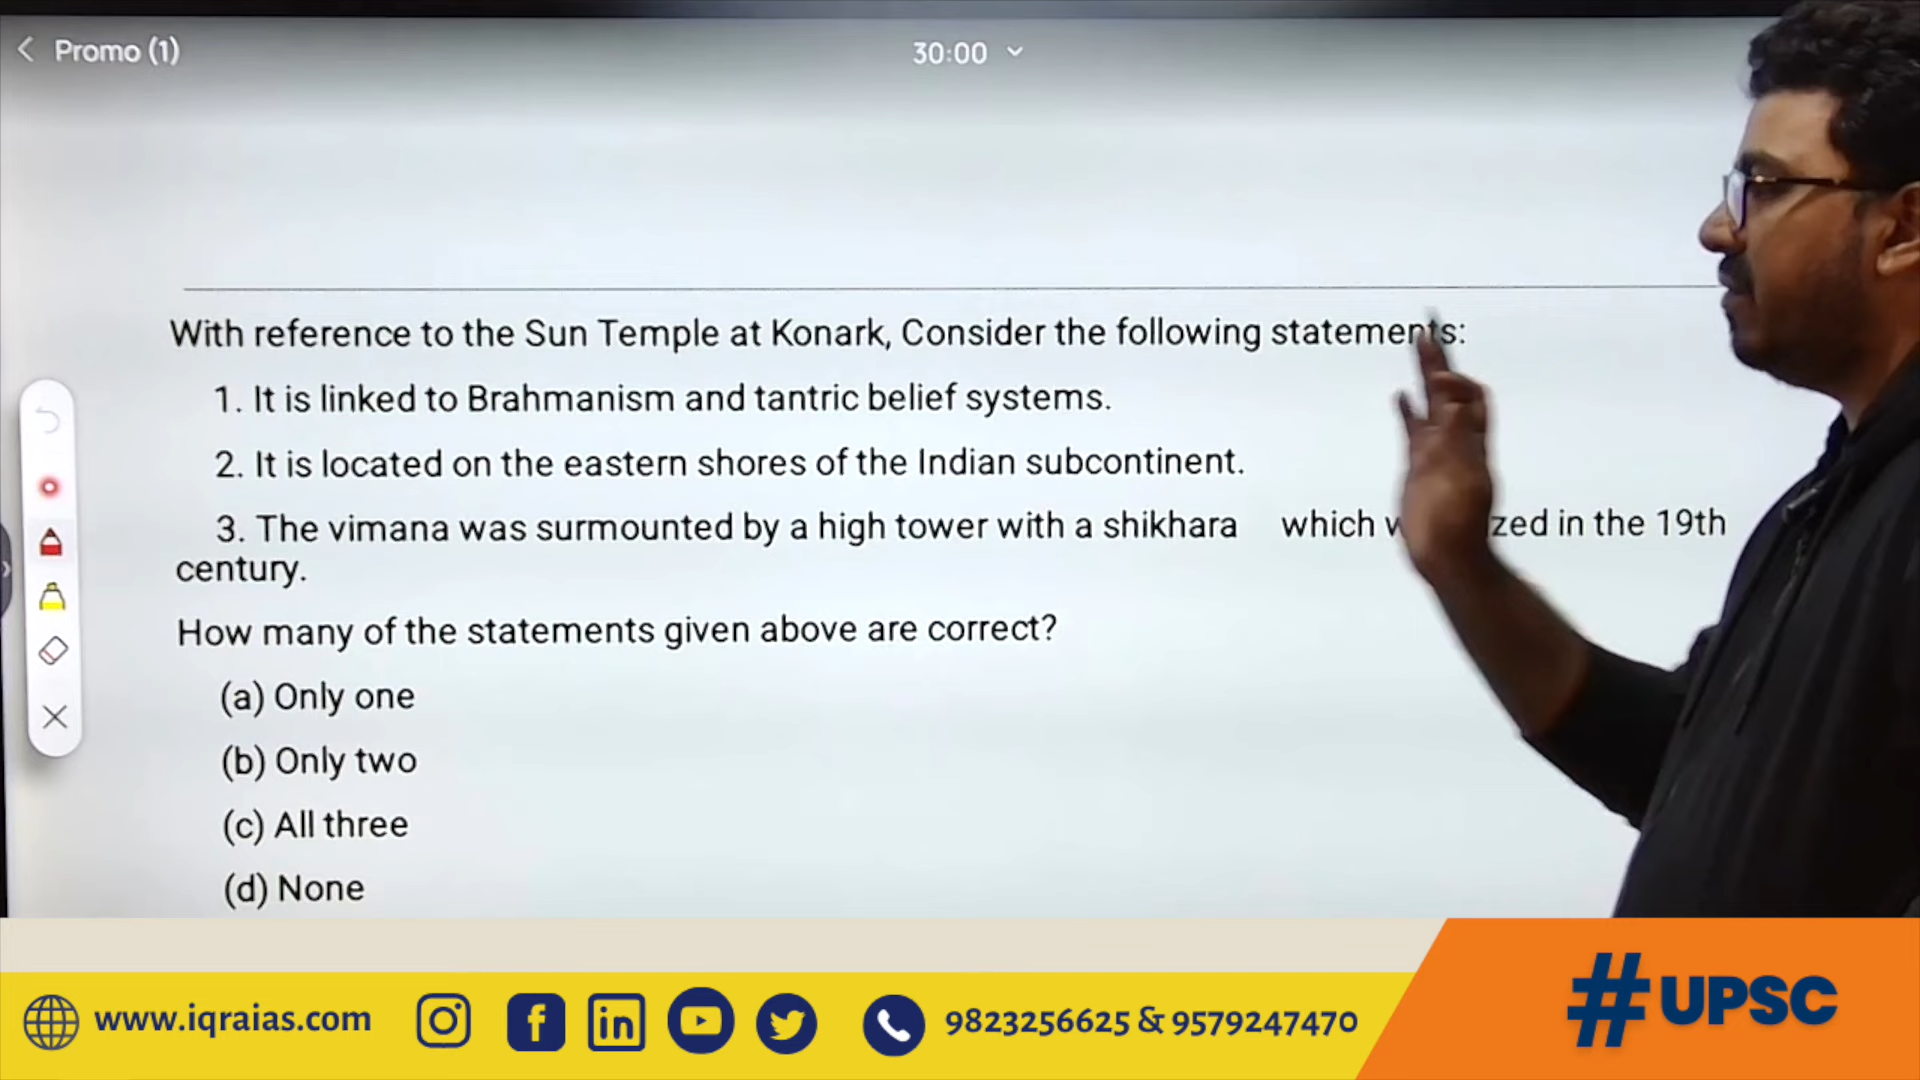 Promo (1)
30:00
With reference to the Sun Temple at Konark, Consider the following statements:
1. It is linked to Brahmanism and tantric belief systems.
2. It is located on the eastern shores of the Indian subcontinent.
3. The vimana was surmounted by a high tower with a shikhara which in the 19th
century.
How many of the statements given above are correct?
(a) Only one
(b) Only two
(c) All three
(d) None
www.iqraias.com
9823256625 & 9579247470
#UPSC